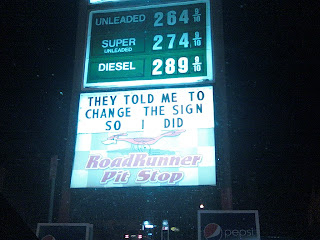 UNLEADED 264 9/10
SUPER UNLEADED 274 9/10
DIESEL 289 9/10
THEY TOLD ME TO
CHANGE THE SIGN
SO I DID
RoadRunner
Pit Stop
pepsi